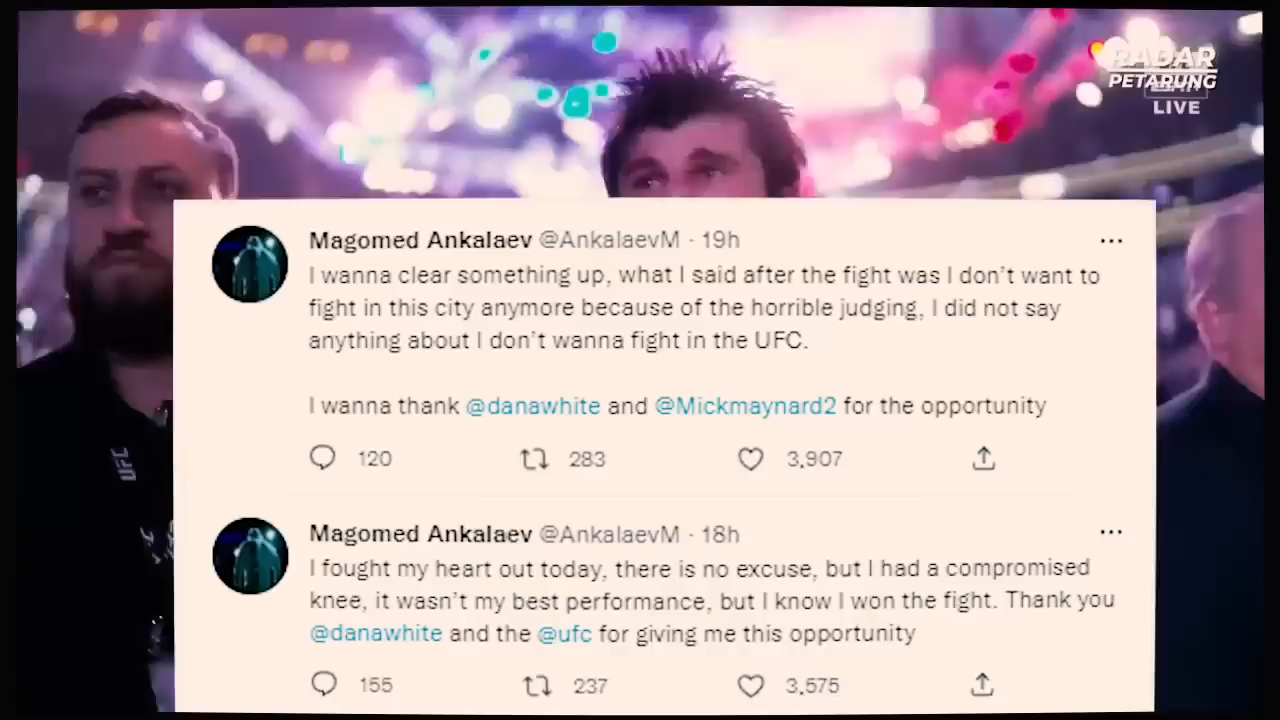 RADAR
PETARUNG
LIVE
Magomed Ankalaev @AnkalaevM · 19h
I wanna clear something up, what I said after the fight was I don't want to
fight in this city anymore because of the horrible judging, I did not say
anything about I don't wanna fight in the UFC.
I wanna thank @danawhite and @Mickmaynard2 for the opportunity
120 283 3,907
UFC
Magomed Ankalaev @AnkalaevM · 18h
I fought my heart out today, there is no excuse, but I had a compromised
knee, it wasn't my best performance, but I know I won the fight. Thank you
@danawhite and the @ufc for giving me this opportunity
155 237 3,575